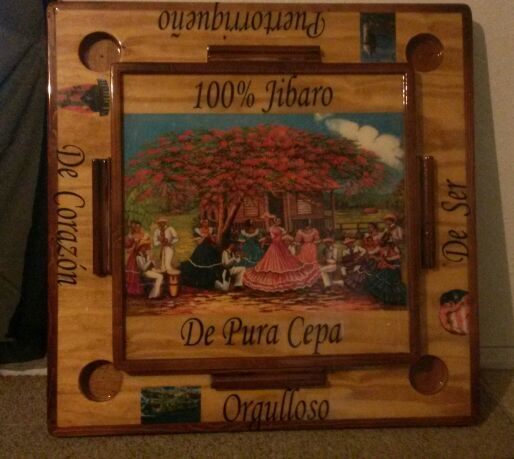 Puertorriqueño
100% Jibaro
De Corazón
De Ser
De Pura Cepa
Orgulloso